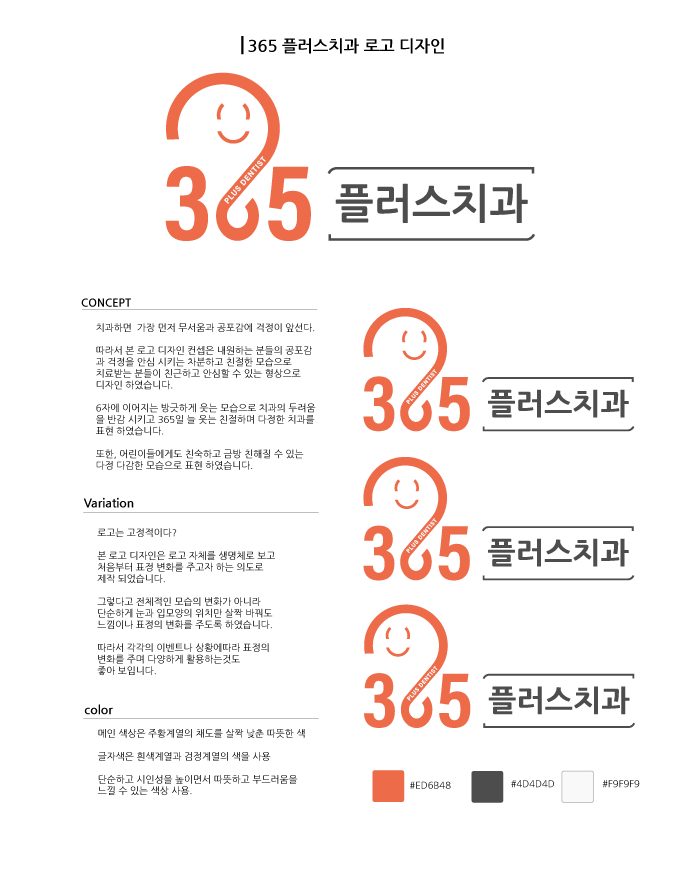 365 플러스치과 로고 디자인
365
PLUS DENTIST
플러스치과
CONCEPT
치과하면 가장 먼저 무서움과 공포감에 걱정이 앞선다.
따라서 본 로고 디자인 컨셉은 내원하는 분들의 공포감
과 걱정을 안심 시키는 차분하고 친절한 모습으로
치료받는 분들이 친근하고 안심할 수 있는 형상으로
디자인 하였습니다.
6자에 이어지는 방긋하게 웃는 모습으로 치과의 두려움
을 반감 시키고 365일 늘 웃는 친절하며 다정한 치과를
표현 하였습니다.
또한, 어린이들에게도 친숙하고 금방 친해질 수 있는
다정 다감한 모습으로 표현 하였습니다.
Variation
로고는 고정적이다?
본 로고 디자인은 로고 자체를 생명체로 보고
처음부터 표정 변화를 주고자 하는 의도로
제작 되었습니다.
그렇다고 전체적인 모습의 변화가 아니라
단순하게 눈과 입모양의 위치만 살짝 바꿔도
느낌이나 표정의 변화를 주도록 하였습니다.
따라서 각각의 이벤트나 상황에따라 표정의
변화를 주며 다양하게 활용하는것도
좋아 보입니다.
color
메인 색상은 주황계열의 채도를 살짝 낮춘 따뜻한 색
글자색은 흰색계열과 검정계열의 색을 사용
단순하고 시인성을 높이면서 따뜻하고 부드러움을
느낄 수 있는 색상 사용.
365
PLUS DENTIST
플러스치과
365
PLUS DENTIST
플러스치과
365
PLUS DENTIST
플러스치과
#ED6B48
#4D4D4D
#F9F9F9